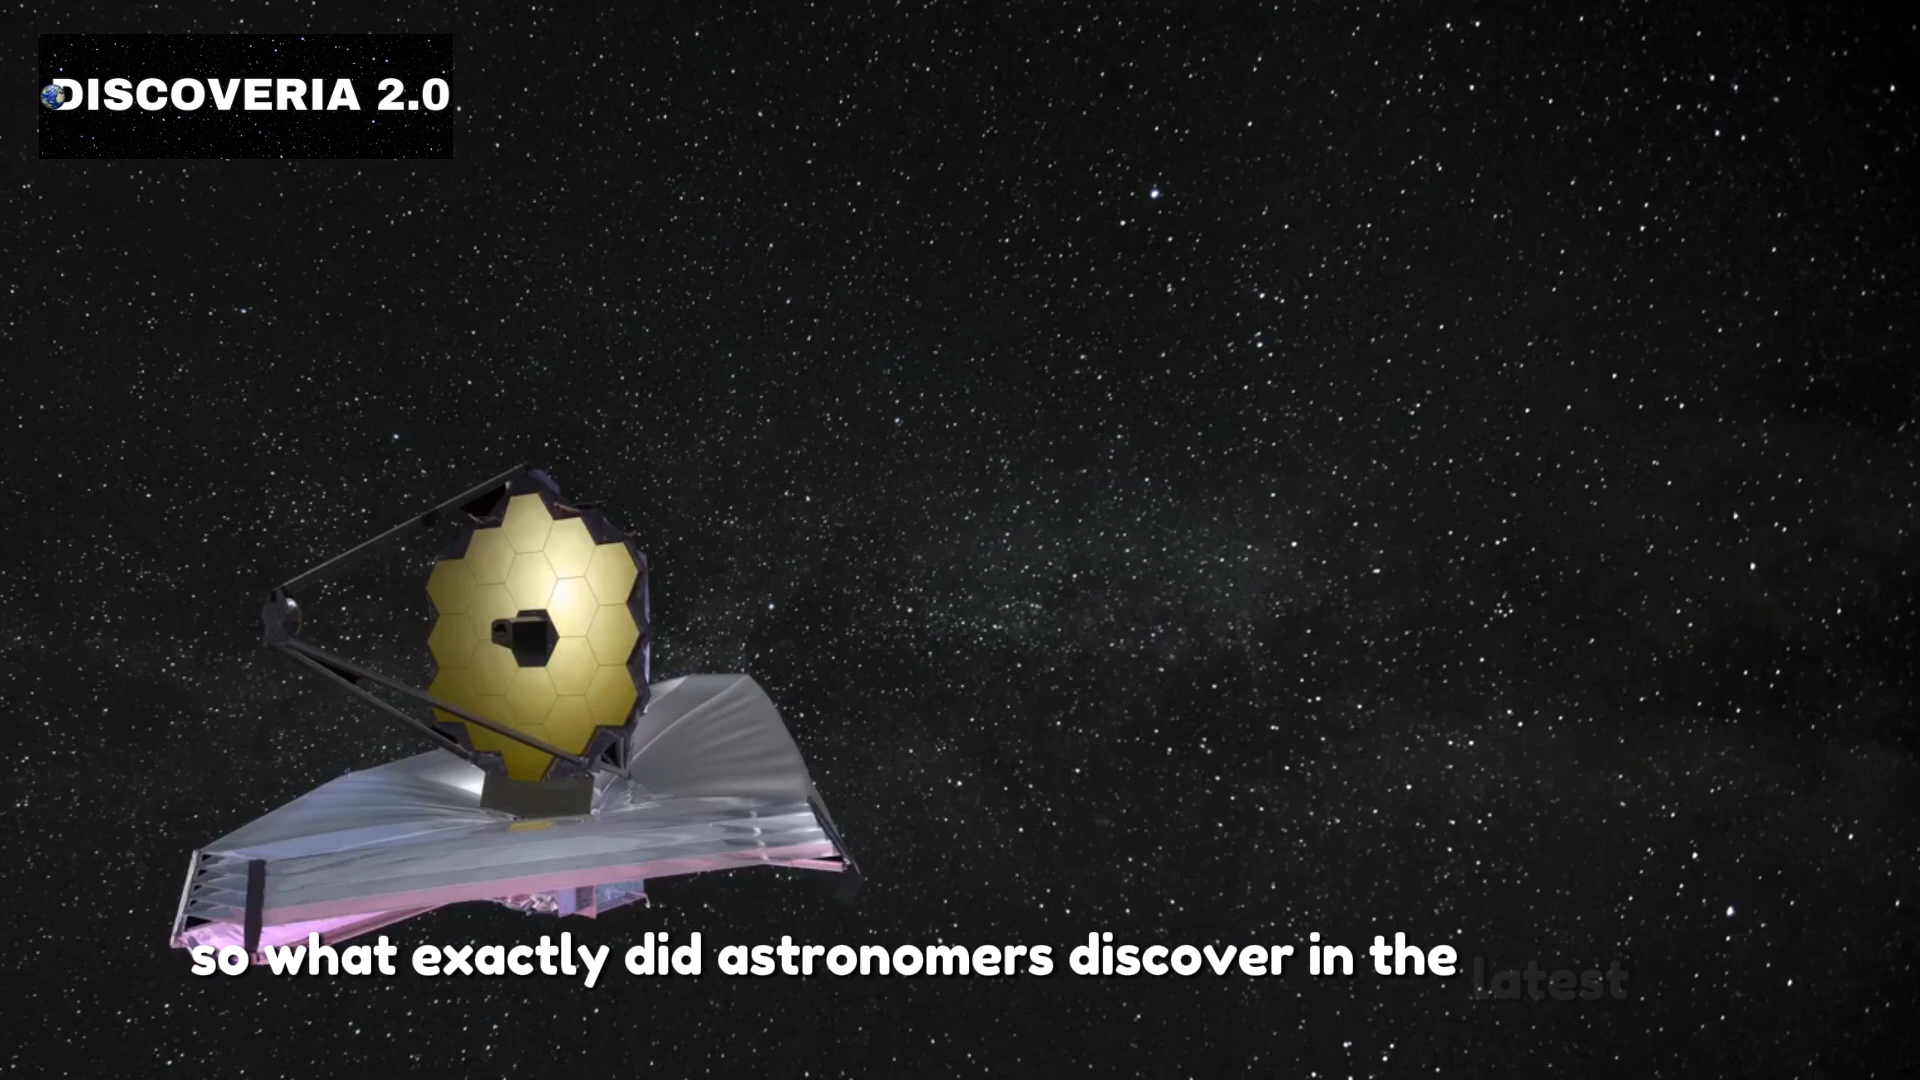 DISCOVERIA 2.0
so what exactly did astronomers discover in the latest